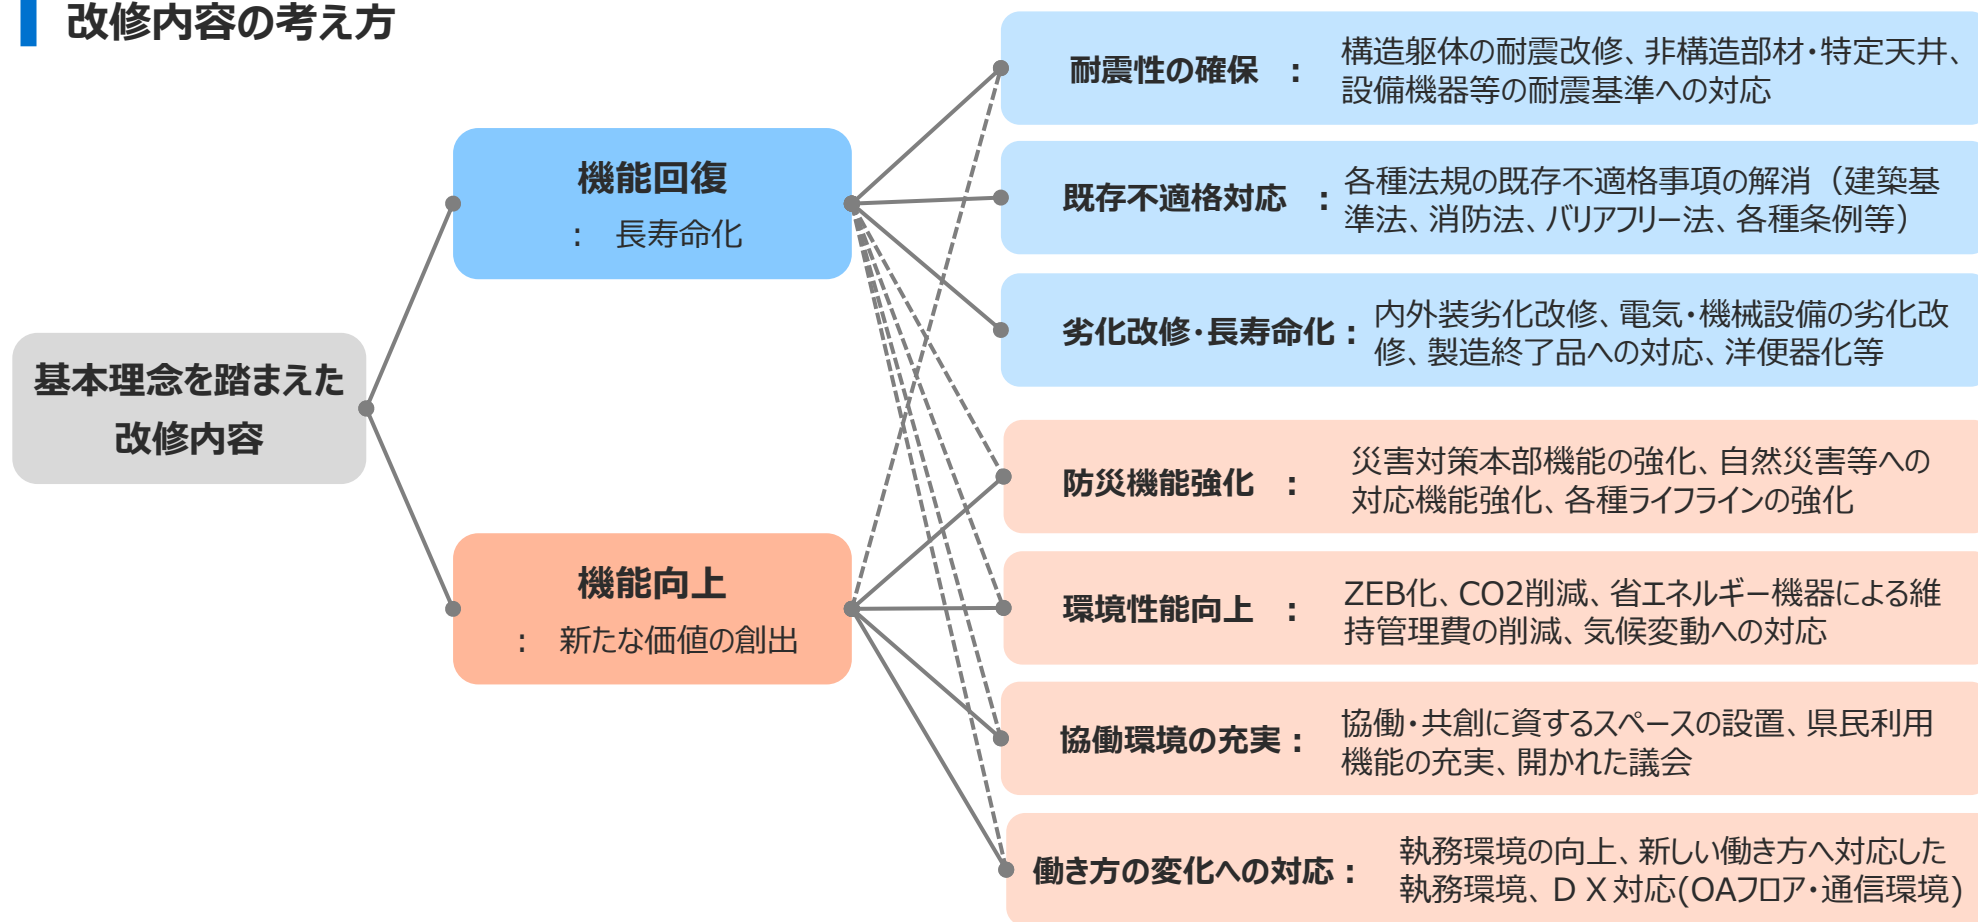 改修内容の考え方
基本理念を踏まえた
改修内容
機能回復
： 長寿命化
機能向上
： 新たな価値の創出
耐震性の確保 ：
構造躯体の耐震改修、非構造部材・特定天井、
設備機器等の耐震基準への対応
既存不適格対応 ：
各種法規の既存不適格事項の解消（建築基
準法、消防法、バリアフリー法、各種条例等）
劣化改修・長寿命化：
内外装劣化改修、電気・機械設備の劣化改
修、製造終了品への対応、洋便器化等
防災機能強化 ：
災害対策本部機能の強化、自然災害等への
対応機能強化、各種ライフラインの強化
環境性能向上 ：
ZEB化、CO2削減、省エネルギー機器による維
持管理費の削減、気候変動への対応
協働環境の充実：
協働・共創に資するスペースの設置、県民利用
機能の充実、開かれた議会
働き方の変化への対応：
執務環境の向上、新しい働き方へ対応した
執務環境、ＤＸ対応(OAフロア・通信環境)